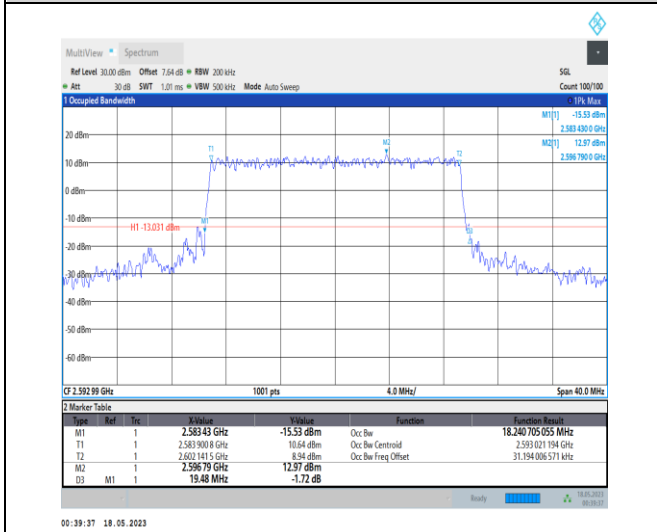 MultiView Spectrum
Ref Level 30.00 dBm Offset 7.64 dB RBW 200 kHz SGL
Att 30 dB SWT 1.01 ms VBW 500 kHz Mode Auto Sweep Count 100/100
1 Occupied Bandwidth 1Pk Max
M1[1] -15.53 dBm
2.583 430 0 GHz
M2[1] 12.97 dBm
2.596 790 0 GHz
20 dBm
T1 M2 T2
10 dBm
0 dBm
-10 dBm
H1 -13.031 dBm M1
-20 dBm
-30 dBm
-40 dBm
-50 dBm
-60 dBm
CF 2.592 99 GHz 1001 pts 4.0 MHz/ Span 40.0 MHz
2 Marker Table
Type Ref Trc X-Value Y-Value Function Function Result
M1 1 2.583 43 GHz -15.53 dBm Occ Bw 18.240 705 055 MHz
T1 1 2.583 900 8 GHz 10.64 dBm Occ Bw Centroid 2.593 021 194 GHz
T2 1 2.602 141 5 GHz 8.94 dBm Occ Bw Freq Offset 31.194 006 571 kHz
M2 1 2.596 79 GHz 12.97 dBm
D3 M1 1 19.48 MHz -1.72 dB
Ready 18.05.2023
00:39:37
00:39:37 18.05.2023